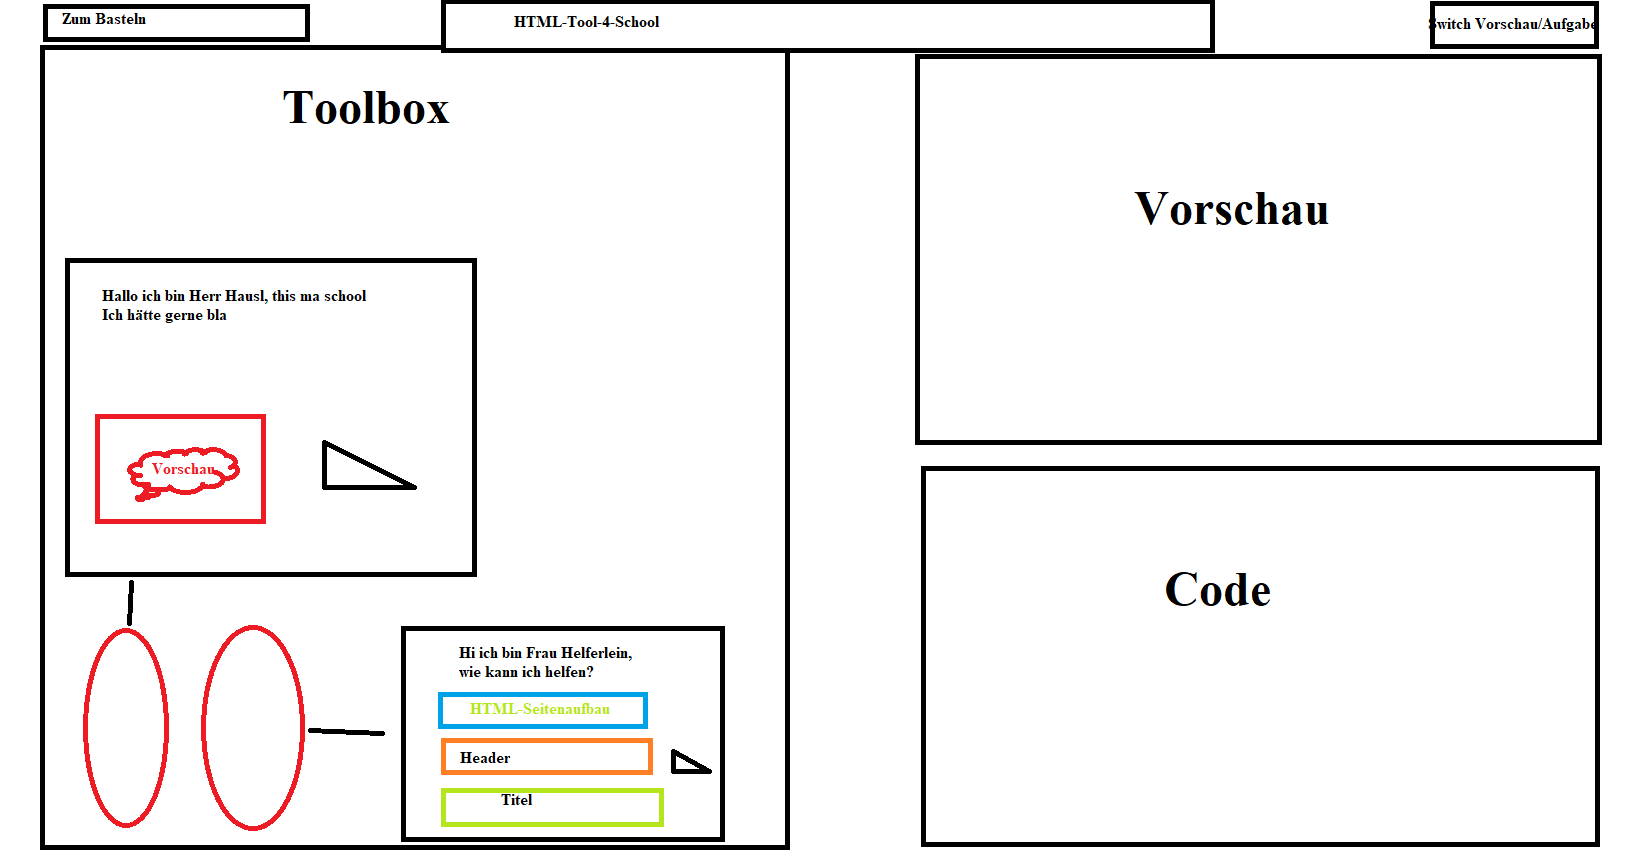 Zum Basteln
HTML-Tool-4-School
Switch Vorschau/Aufgabe
Toolbox
Hallo ich bin Herr Hausl, this ma school
Ich hätte gerne bla
Vorschau
Hi ich bin Frau Helferlein,
wie kann ich helfen?
HTML-Seitenaufbau
Header
Titel
Vorschau
Code